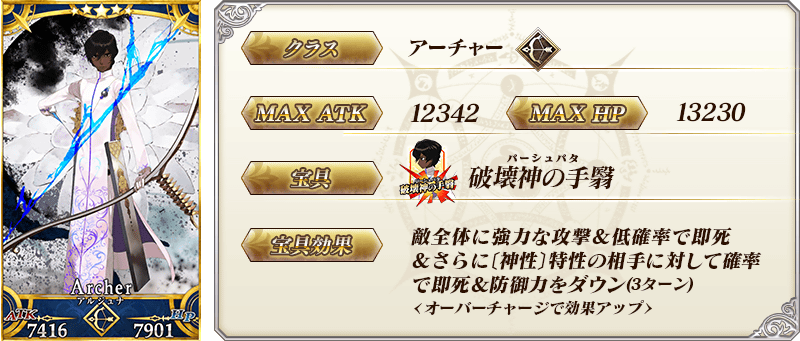 Archer
アルジュナ
ATK
HP
7416
7901
クラス
アーチャー
MAX ATK
12342
MAX HP
13230
宝具
破壊神の手翳
パーシュパタ
破壊神の手翳
宝具効果
敵全体に強力な攻撃&低確率で即死
&さらに〔神性〕特性の相手に対して確率
で即死&防御力をダウン(3ターン)
<オーバーチャージで効果アップ>